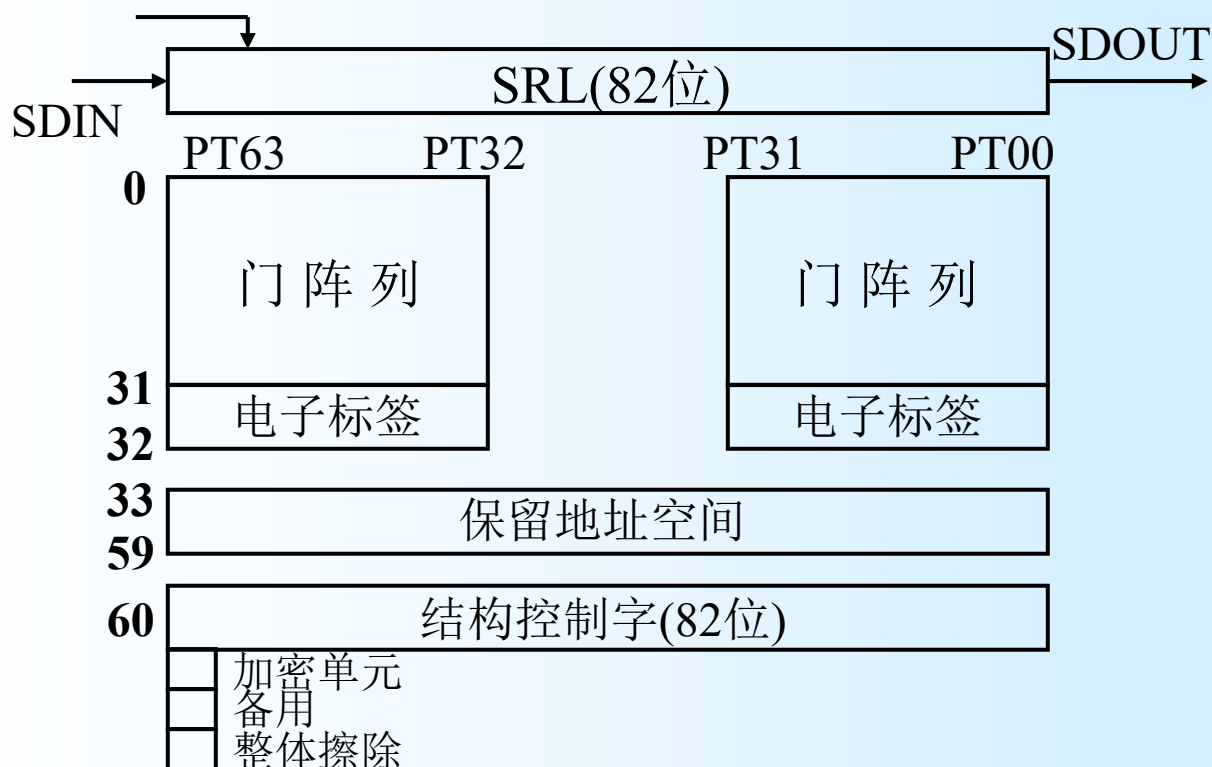 SDOUT
SRL(82位)
SDIN
PT63 PT32 PT31 PT00
0
门阵列 门阵列
31
电子标签 电子标签
32
33
保留地址空间
59
60 结构控制字(82位)
加密单元
备用
整体擦除